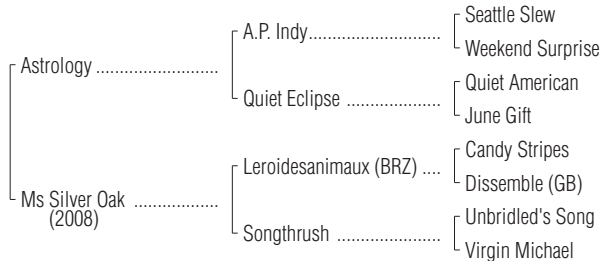 Seattle Slew
A.P. Indy...................
Weekend Surprise
Astrology ........................
Quiet American
Quiet Eclipse ....................
June Gift
Candy Stripes
Leroidesanimaux (BRZ) ....
Dissemble (GB)
Ms Silver Oak .................
(2008)
Unbridled's Song
Songthrush .....................
Virgin Michael